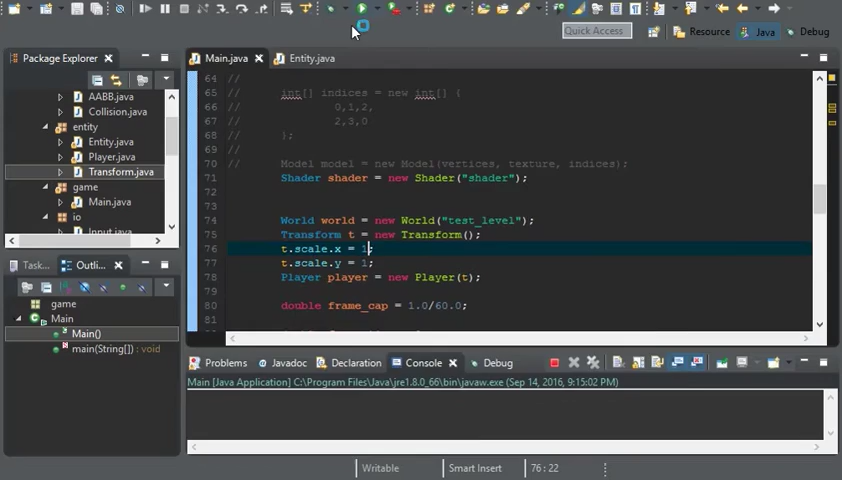 Quick Access
Resource
Java
Debug
Package Explorer
AABB.java
Collision.java
entity
Entity.java
Player.java
Transform.java
game
Main.java
io
Input.java
Task..
Outli...
game
Main
Main()
main(String[]) : void
Main.java
Entity.java
64 //
65 // int[] indices = new int[] {
66 // 0,1,2,
67 // 2,3,0
68 // };
69 //
70 // Model model = new Model(vertices, texture, indices);
71 Shader shader = new Shader("shader");
72
73
74 World world = new World("test_level");
75 Transform t = new Transform();
76 t.scale.x = 1;
77 t.scale.y = 1;
78 Player player = new Player(t);
79
80 double frame_cap = 1.0/60.0;
81
Problems
Javadoc
Declaration
Console
Debug
Main [Java Application] C:\Program Files\Java\jre1.8.0_66\bin\javaw.exe (Sep 14, 2016, 9:15:02 PM)
Writable
Smart Insert
76 : 22